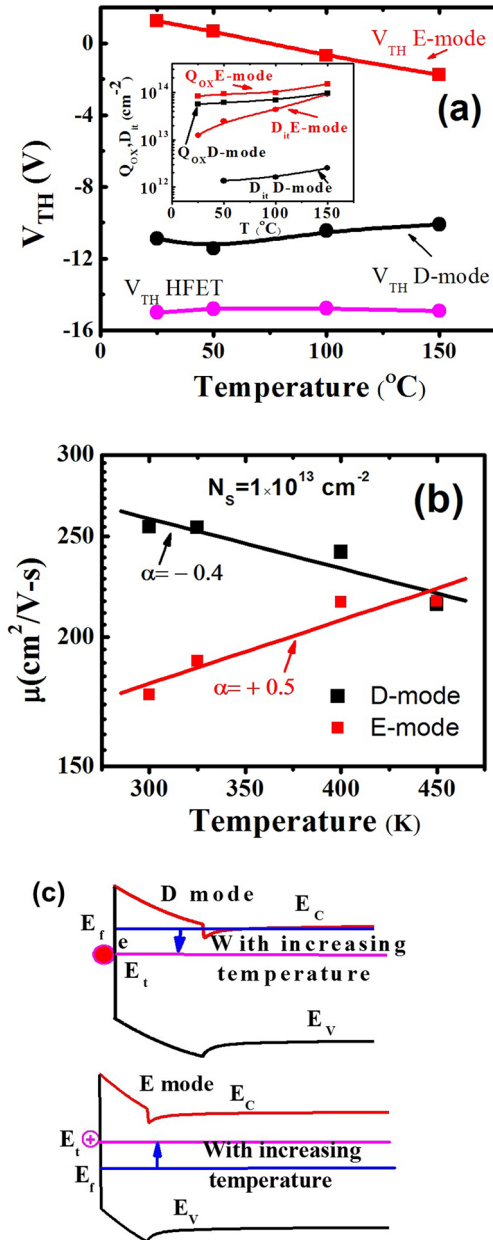 0
-4
-8
-12
-16
V_TH (V)
V_TH E-mode
(a)
Q_OX E-mode
D_it E-mode
Q_OX D-mode
D_it D-mode
10^14
10^13
10^12
Q_OX, D_it (cm^-2)
0 50 100 150 200
T (°C)
V_TH D-mode
V_TH HFET
0 50 100 150
Temperature (°C)
300
250
200
150
μ(cm²/V-s)
N_S=1×10^13 cm^-2
(b)
α= – 0.4
α= + 0.5
D-mode
E-mode
300 350 400 450
Temperature (K)
(c)
D mode
E_C
E_f
e
With increasing
E_t
temperature
E_V
E mode
E_C
E_t
+
With increasing
E_f
temperature
E_V